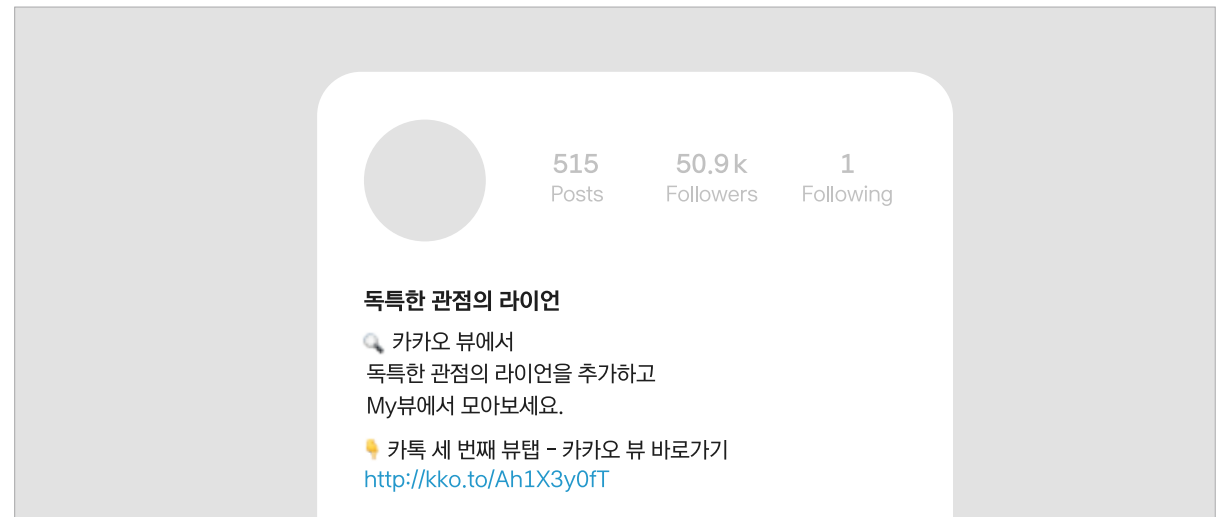 515 50.9k 1
Posts Followers Following
독특한 관점의 라이언
🔍 카카오 뷰에서
독특한 관점의 라이언을 추가하고
My뷰에서 모아보세요.
👇 카톡 세 번째 뷰탭 - 카카오 뷰 바로가기
http://kko.to/Ah1X3y0fT